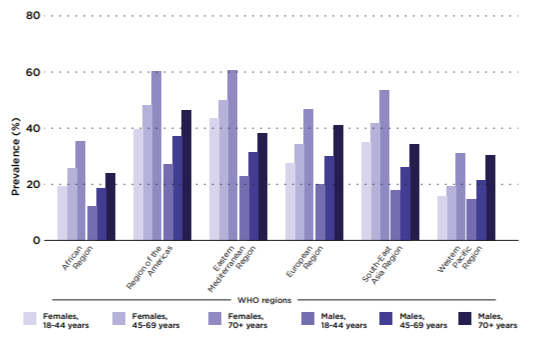 80
60
40
20
0
Prevalence (%)
African
Region
Region of the
Americas
Eastern
Mediterranean
Region
European
Region
South-East
Asia Region
Western
Pacific
Region
WHO regions
Females,
18-44 years
Females,
45-69 years
Females,
70+ years
Males,
18-44 years
Males,
45-69 years
Males,
70+ years